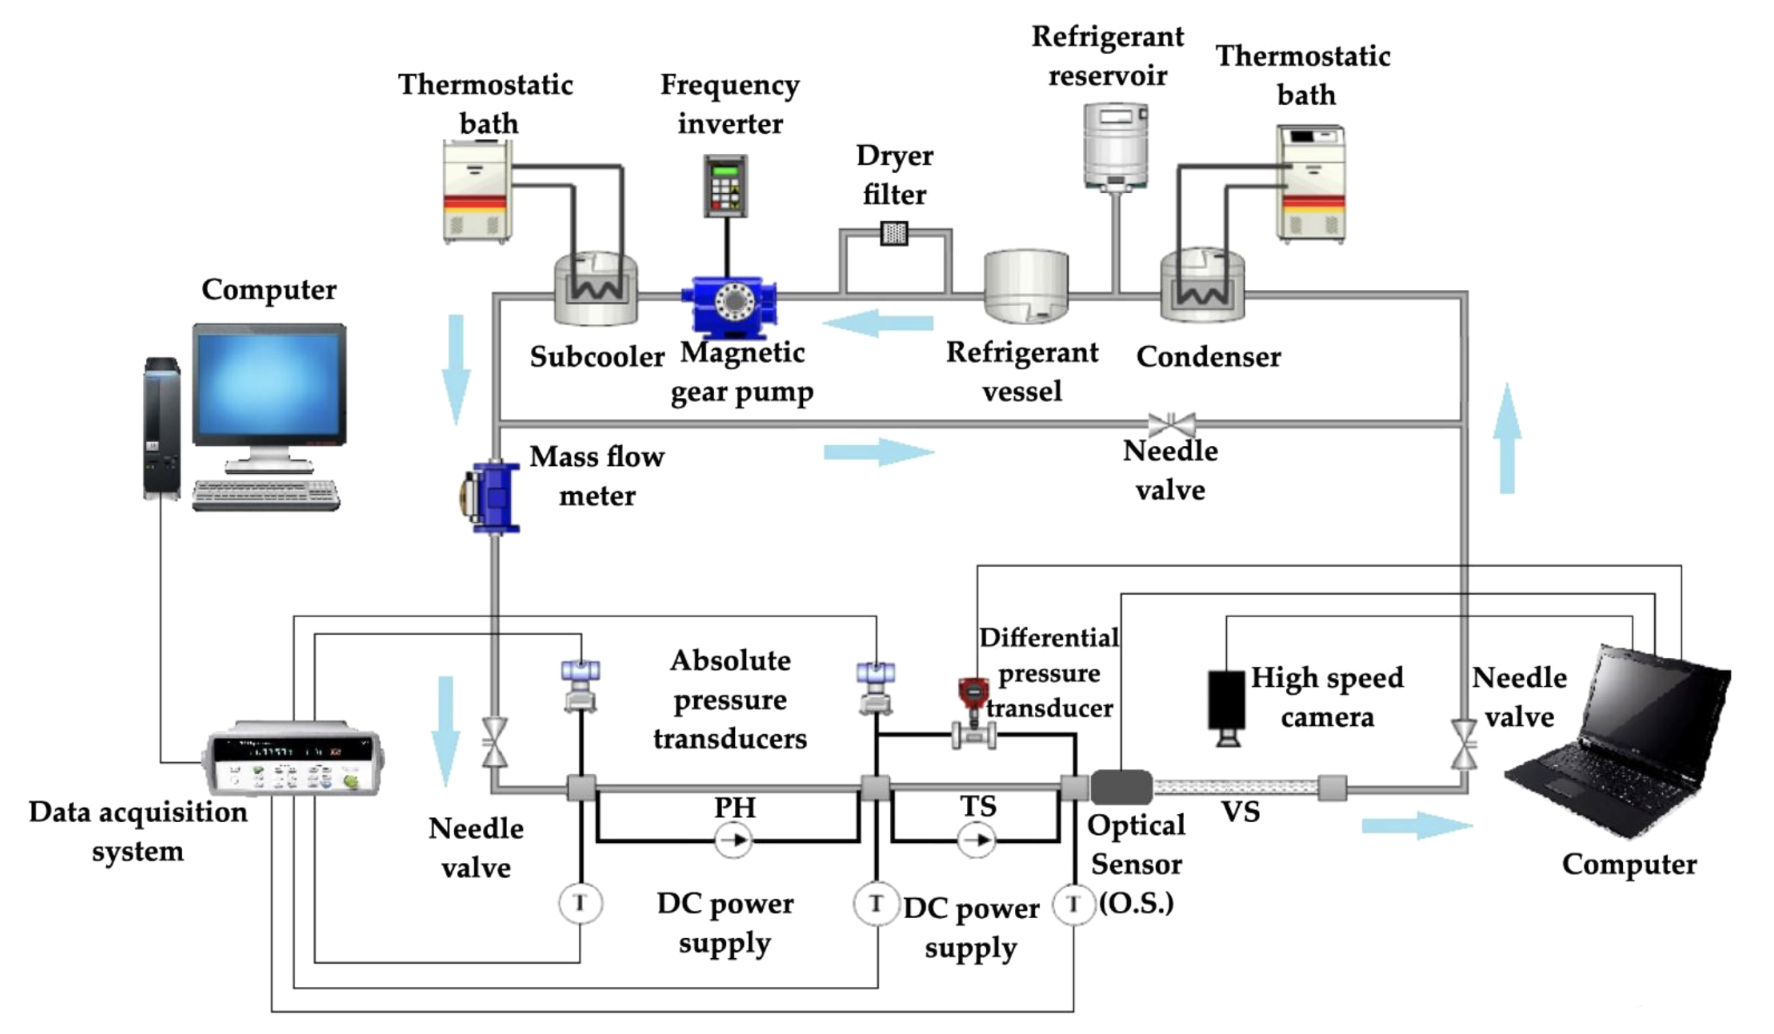 Refrigerant
reservoir
Thermostatic
bath
Thermostatic
bath
Frequency
inverter
Dryer
filter
Computer
Subcooler
Magnetic
gear pump
Refrigerant
vessel
Condenser
Mass flow
meter
Needle
valve
Absolute
pressure
transducers
Differential
pressure
transducer
High speed
camera
Needle
valve
Data acquisition
system
Needle
valve
PH
TS
VS
Optical
Sensor
(O.S.)
Computer
T
DC power
supply
T
DC power
supply
T